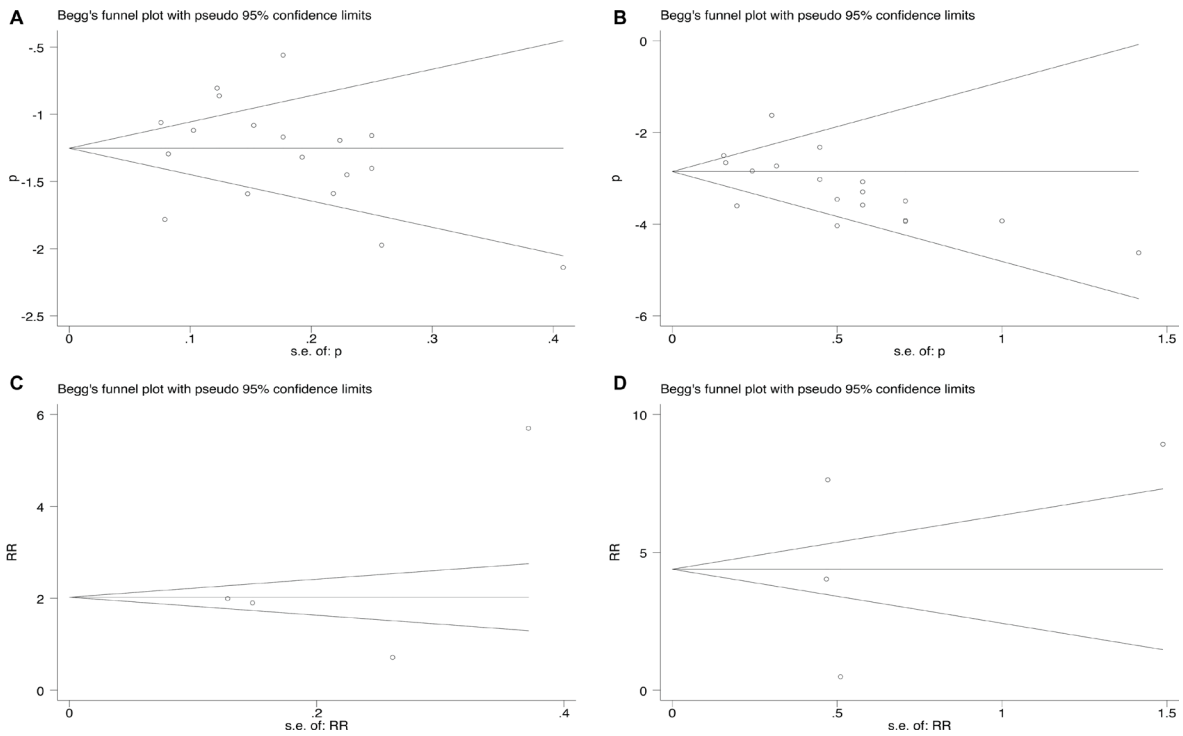 A
Begg's funnel plot with pseudo 95% confidence limits
p
-.5
-1
-1.5
-2
-2.5
0
.1
.2
.3
.4
s.e. of: p
B
Begg's funnel plot with pseudo 95% confidence limits
p
0
-2
-4
-6
0
.5
1
1.5
s.e. of: p
C
Begg's funnel plot with pseudo 95% confidence limits
RR
6
4
2
0
0
.2
.4
s.e. of: RR
D
Begg's funnel plot with pseudo 95% confidence limits
RR
10
5
0
0
.5
1
1.5
s.e. of: RR